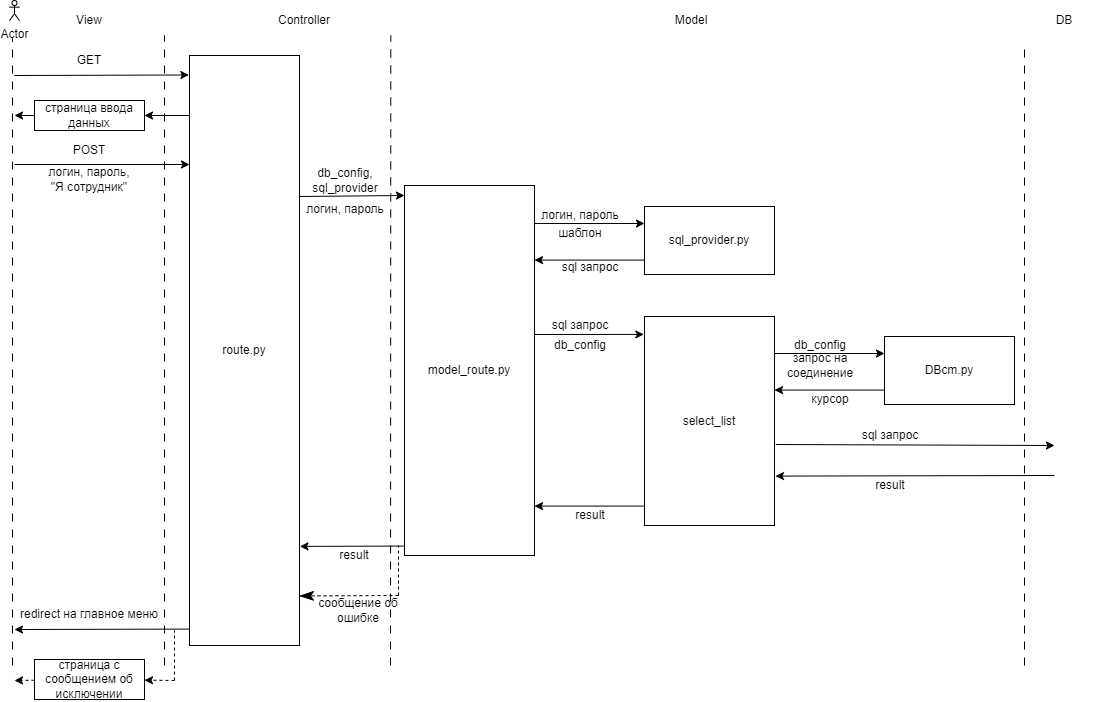 Actor
View
Controller
Model
DB
GET
страница ввода
данных
POST
логин, пароль,
"Я сотрудник"
db_config,
sql_provider
логин, пароль
логин, пароль
шаблон
sql_provider.py
sql запрос
route.py
model_route.py
sql запрос
db_config
select_list
db_config
запрос на
соединение
DBcm.py
курсор
sql запрос
result
result
result
сообщение об
ошибке
redirect на главное меню
страница с
сообщением об
исключении